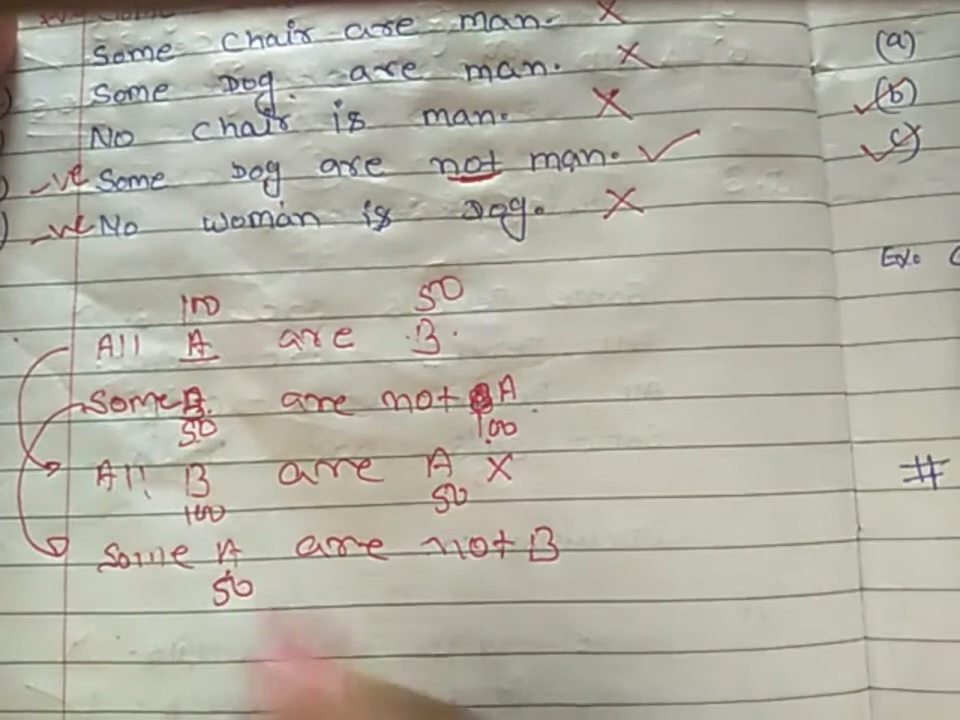 Some chair are man. X
(a)
Some Dog. are man. X
No chair is man. X
✓(b)
-ve Some Dog are not man. ✓
✓c)
-ve No woman is Dog. X
Ex.
100 50
All A are B.
Some B. are not A.
50 100
All B are A X
#
100 50
Some A are not B
50